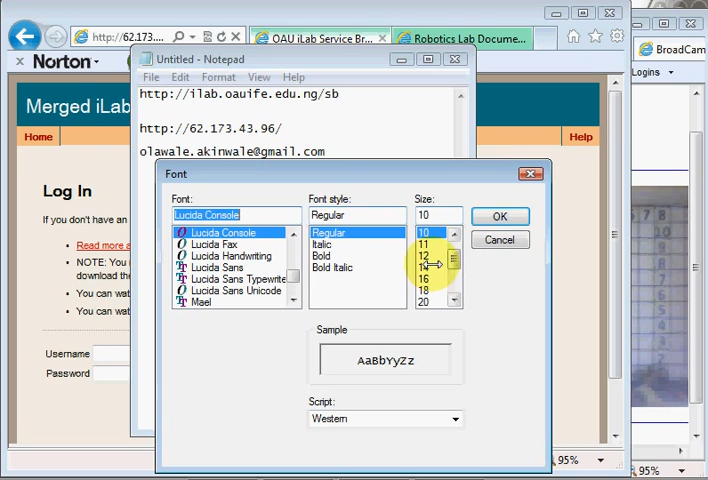 http://62.173.
OAU iLab Service Br...
Robotics Lab Docume...
Norton
BroadCam
Logins
Untitled - Notepad
File Edit Format View Help
http://ilab.oauife.edu.ng/sb
http://62.173.43.96/
olawale.akinwale@gmail.com
Merged iLab
Home
Help
Log In
If you don't have an
Read more a
NOTE: You
download the
You can wat
You can wat
Username
Password
Font
Font:
Font style:
Size:
Lucida Console
Regular
10
OK
Cancel
Lucida Console
Lucida Fax
Lucida Handwriting
Lucida Sans
Lucida Sans Typewrite
Lucida Sans Unicode
Mael
Regular
Italic
Bold
Bold Italic
10
11
12
14
16
18
20
Sample
AaBbYyZz
Script:
Western
95%
95%
7 8